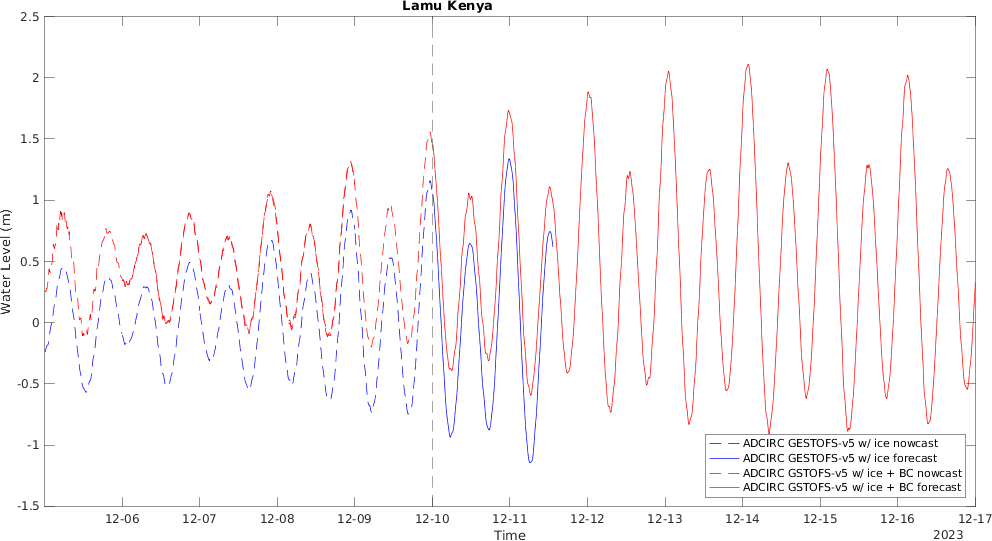 Lamu Kenya
2.5
2
1.5
1
0.5
0
-0.5
-1
-1.5
Water Level (m)
12-06 12-07 12-08 12-09 12-10 12-11 12-12 12-13 12-14 12-15 12-16 12-17
Time
2023
ADCIRC GESTOFS-v5 w/ ice nowcast
ADCIRC GESTOFS-v5 w/ ice forecast
ADCIRC GSTOFS-v5 w/ ice + BC nowcast
ADCIRC GSTOFS-v5 w/ ice + BC forecast